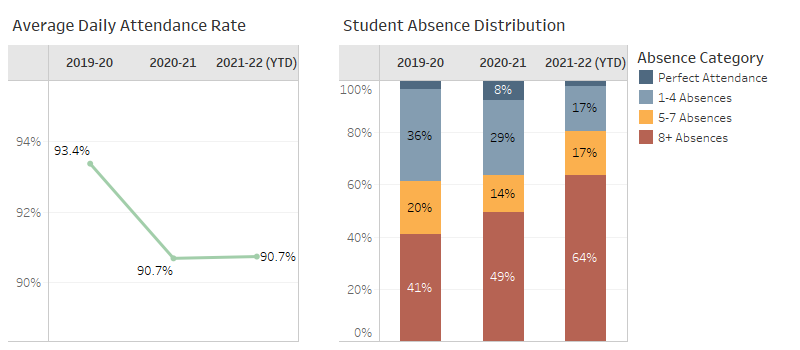 Average Daily Attendance Rate
2019-20 2020-21 2021-22 (YTD)
94%
92%
90%
93.4%
90.7%
90.7%
Student Absence Distribution
2019-20 2020-21 2021-22 (YTD)
100%
80%
60%
40%
20%
0%
36%
20%
41%
8%
29%
14%
49%
17%
17%
64%
Absence Category
Perfect Attendance
1-4 Absences
5-7 Absences
8+ Absences